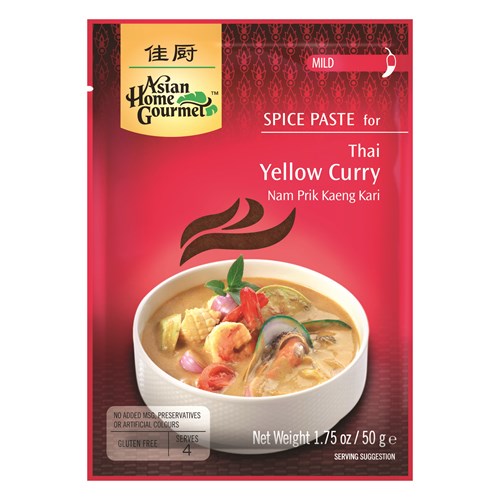 佳厨
Asian
Home
Gourmet™
MILD
SPICE PASTE for
Thai
Yellow Curry
Nam Prik Kaeng Kari
NO ADDED MSG, PRESERVATIVES
OR ARTIFICIAL COLOURS
GLUTEN FREE
SERVES
4
Net Weight 1.75 oz / 50 g e
SERVING SUGGESTION